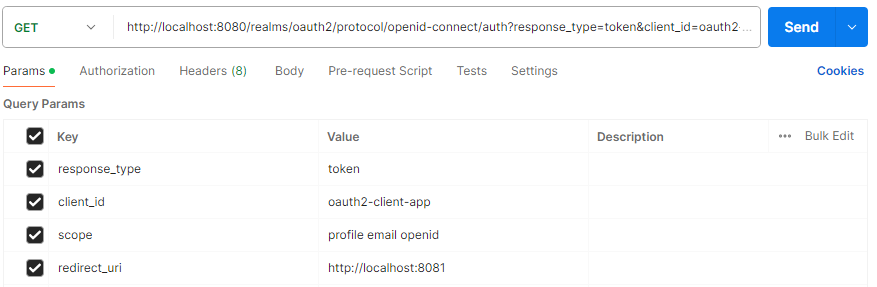 GET http://localhost:8080/realms/oauth2/protocol/openid-connect/auth?response_type=token&client_id=oauth2-... Send
Params Authorization Headers (8) Body Pre-request Script Tests Settings Cookies
Query Params
Key Value Description ••• Bulk Edit
response_type token
client_id oauth2-client-app
scope profile email openid
redirect_uri http://localhost:8081